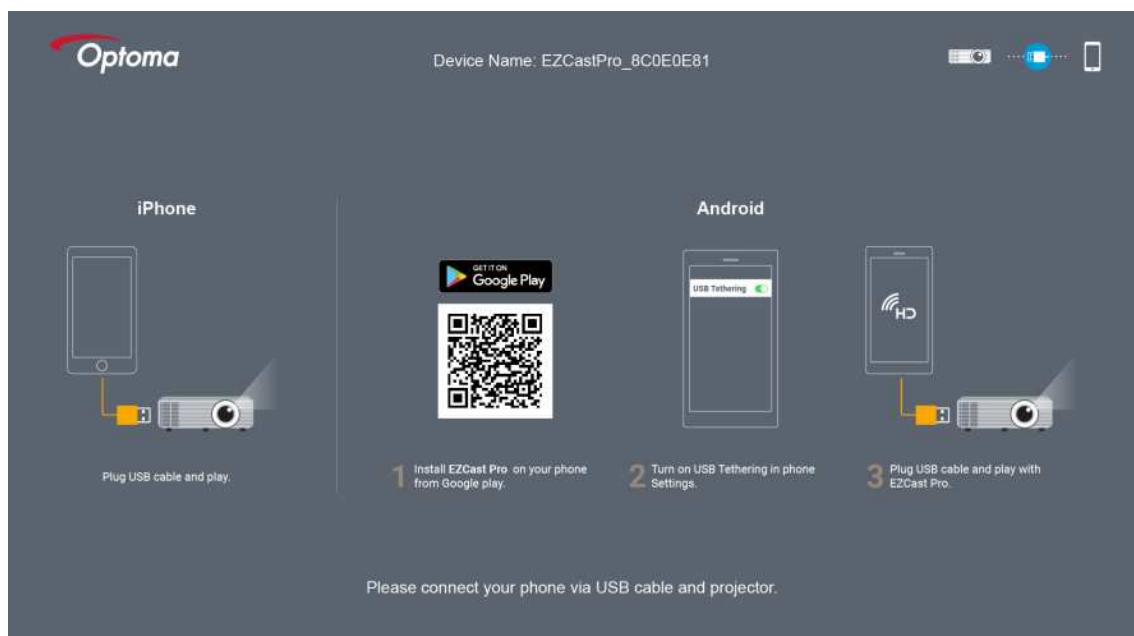 Optoma
Device Name: EZCastPro_8C0E0E81
iPhone
Plug USB cable and play.
Android
GET IT ON
Google Play
1 Install EZCast Pro on your phone
from Google play.
USB Tethering
2 Turn on USB Tethering in phone
Settings.
HD
3 Plug USB cable and play with
EZCast Pro.
Please connect your phone via USB cable and projector.